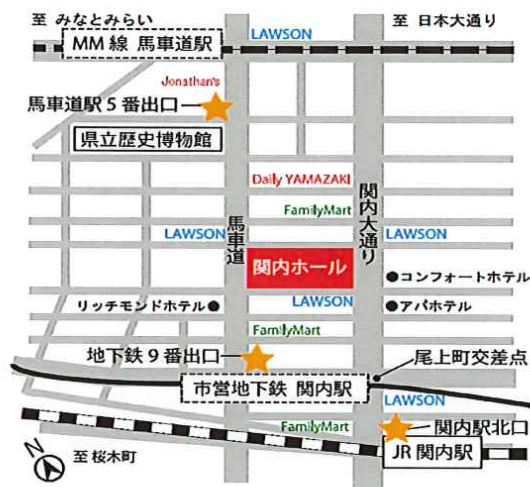 至 みなとみらい
至 日本大通り
LAWSON
MM線 馬車道駅
Jonathan's
馬車道駅5番出口
県立歴史博物館
Daily YAMAZAKI
FamilyMart
馬車道
関内大通り
LAWSON
LAWSON
関内ホール
コンフォートホテル
リッチモンドホテル
LAWSON
アパホテル
FamilyMart
地下鉄9番出口
尾上町交差点
市営地下鉄 関内駅
LAWSON
FamilyMart
関内駅北口
N
至 桜木町
JR 関内駅